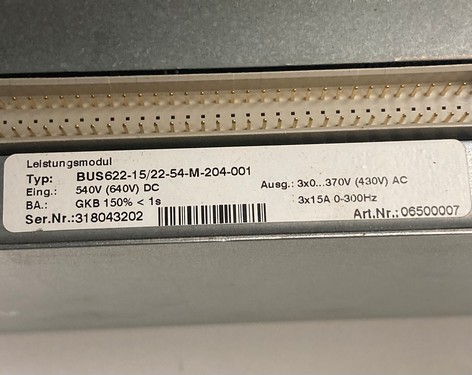 Leistungsmodul
Typ: BUS622-15/22-54-M-204-001
Eing.: 540V (640V) DC Ausg.: 3x0...370V (430V) AC
BA.: GKB 150% < 1s 3x15A 0-300Hz
Ser.Nr.:318043202 Art.Nr.:06500007